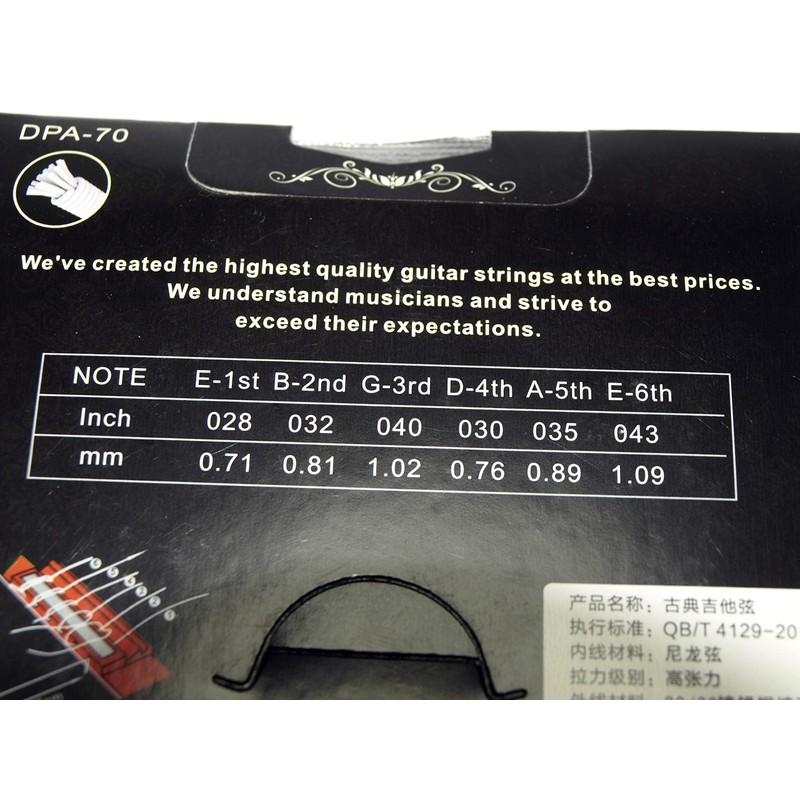 DPA-70
We've created the highest quality guitar strings at the best prices.
We understand musicians and strive to
exceed their expectations.
NOTE E-1st B-2nd G-3rd D-4th A-5th E-6th
Inch 028 032 040 030 035 043
mm 0.71 0.81 1.02 0.76 0.89 1.09
产品名称：古典吉他弦
执行标准：QB/T 4129-20
内线材料：尼龙弦
拉力级别：高张力
外线材料